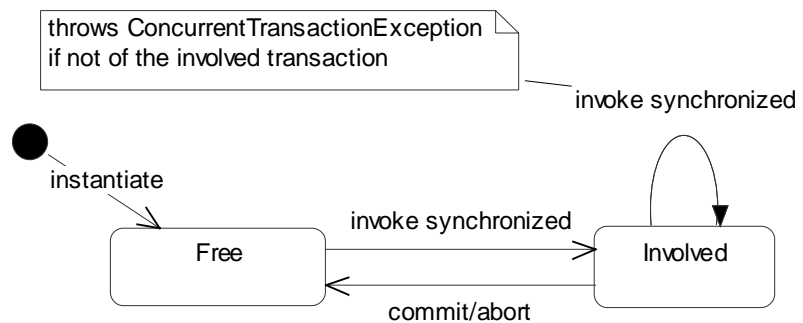 throws ConcurrentTransactionException
if not of the involved transaction
invoke synchronized
instantiate
invoke synchronized
Free
Involved
commit/abort